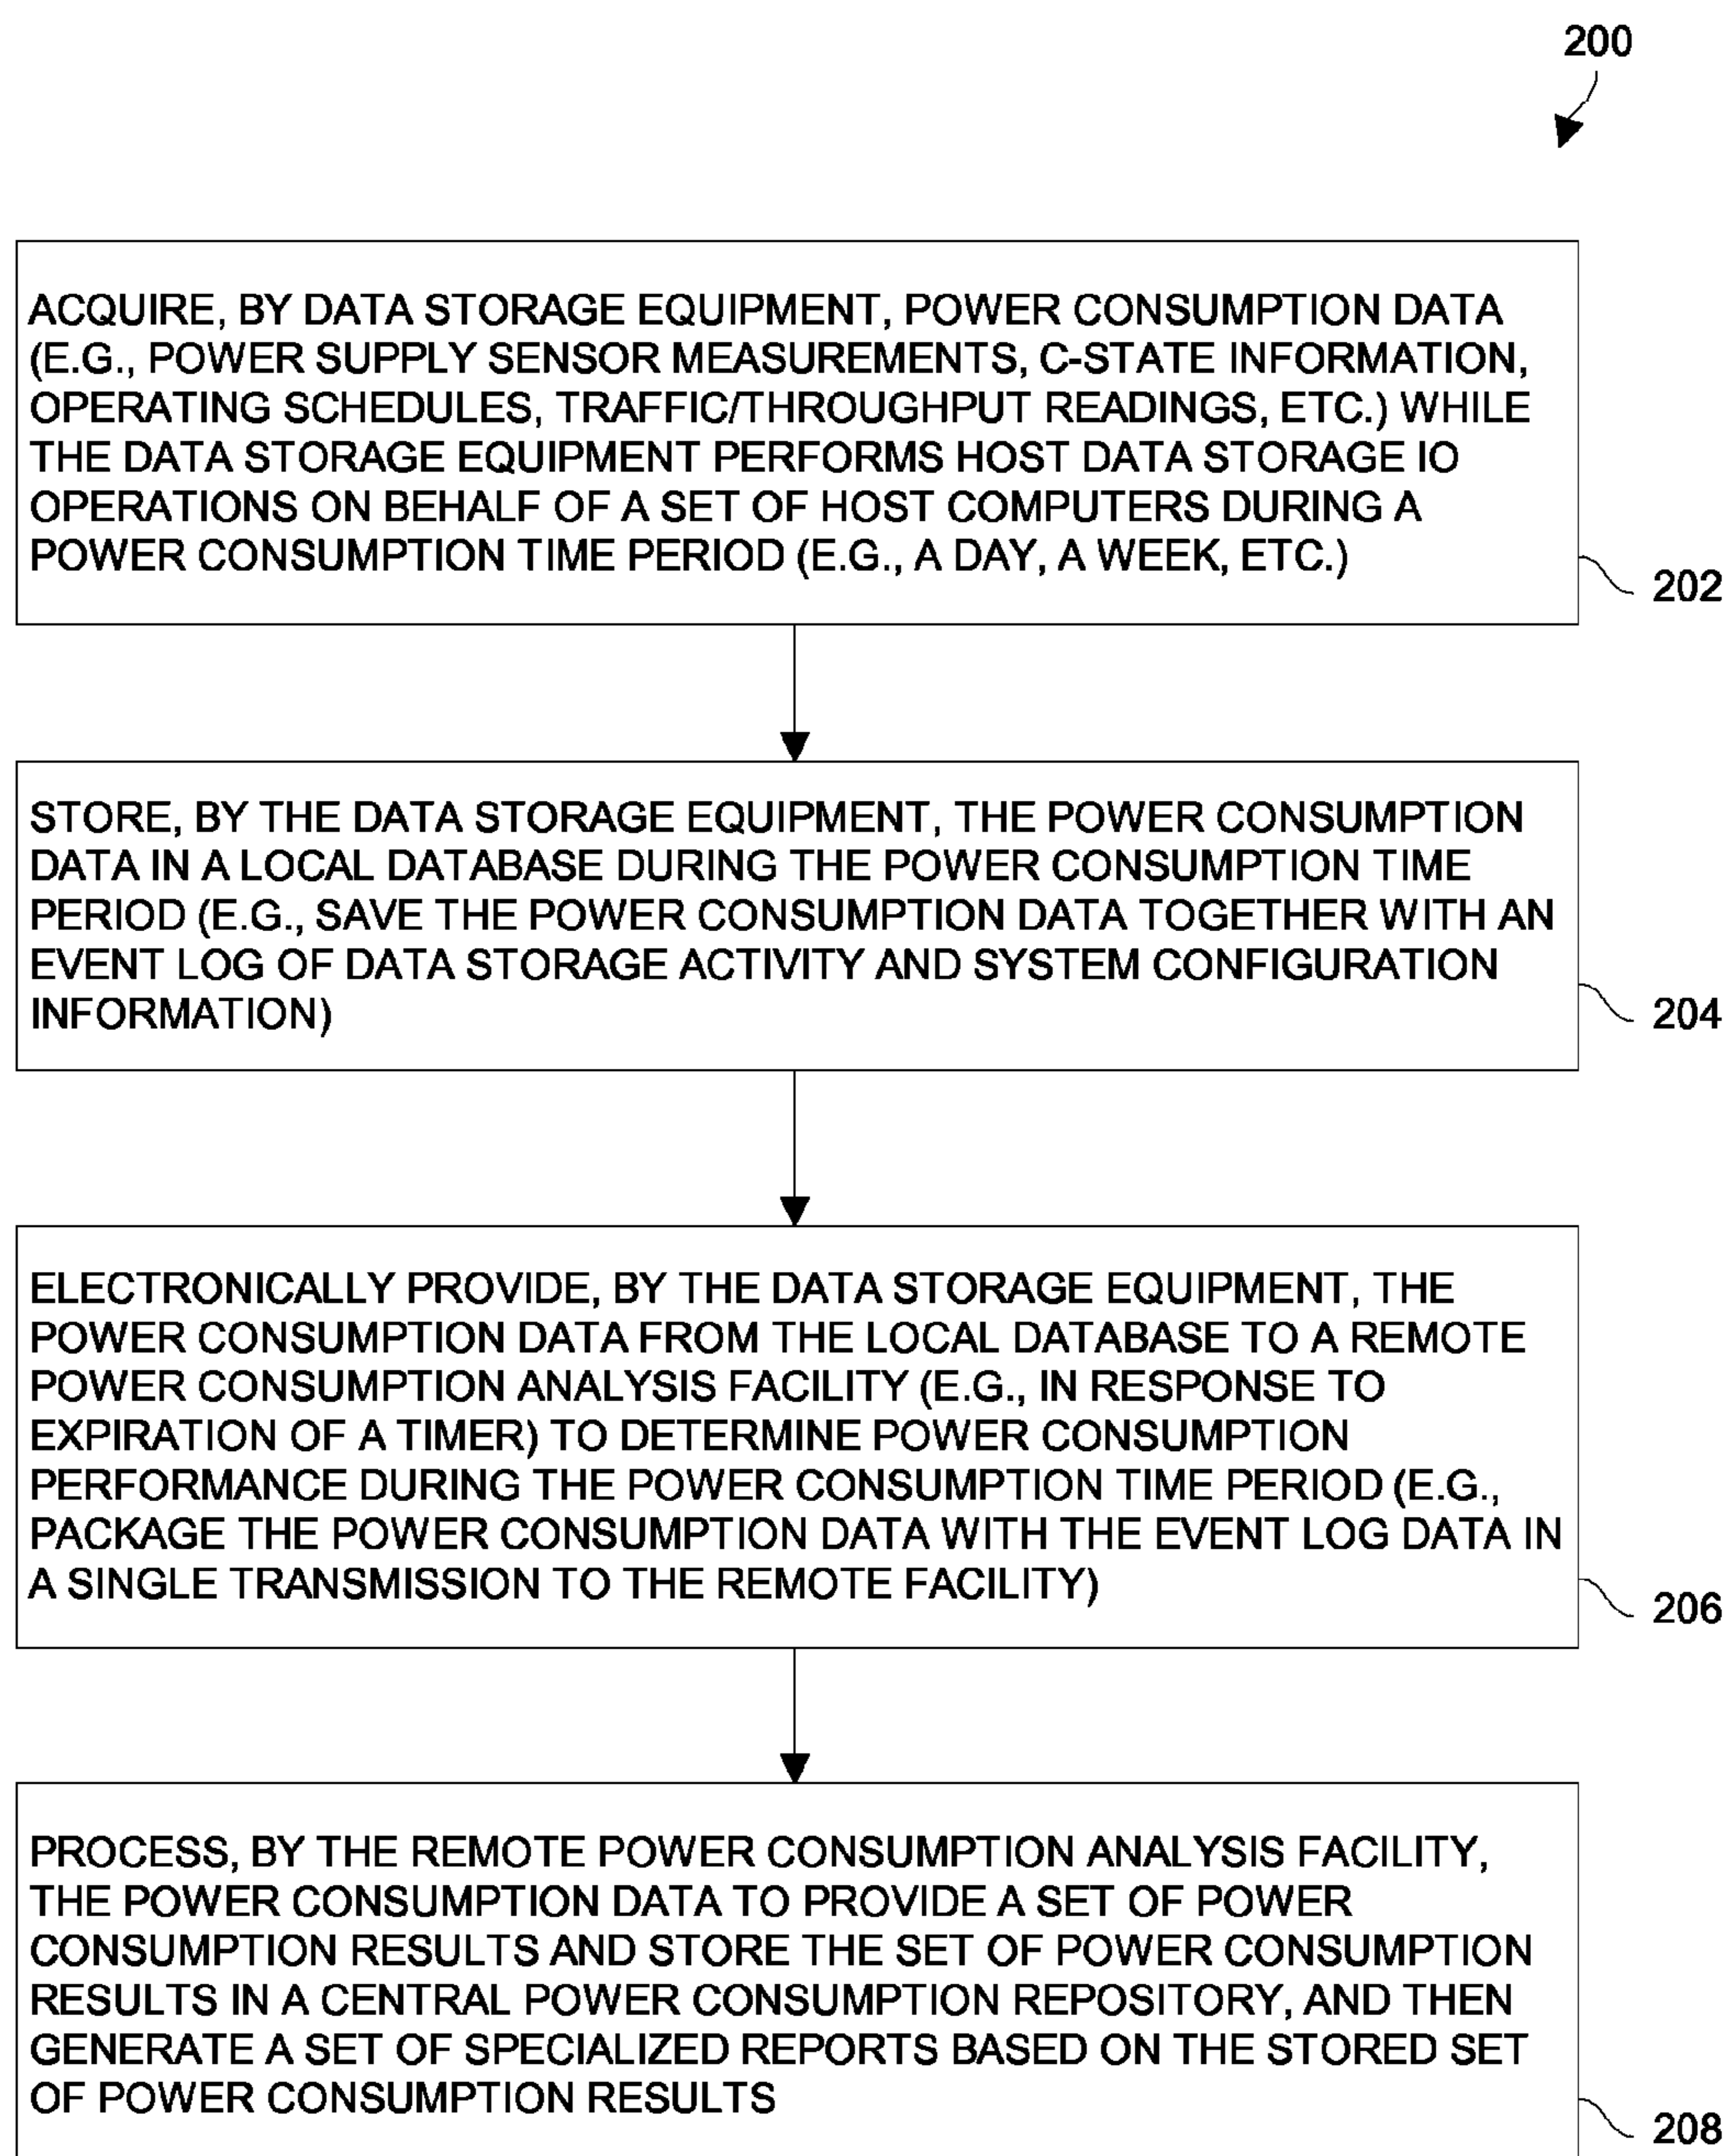 200
ACQUIRE, BY DATA STORAGE EQUIPMENT, POWER CONSUMPTION DATA
(E.G., POWER SUPPLY SENSOR MEASUREMENTS, C-STATE INFORMATION,
OPERATING SCHEDULES, TRAFFIC/THROUGHPUT READINGS, ETC.) WHILE
THE DATA STORAGE EQUIPMENT PERFORMS HOST DATA STORAGE IO
OPERATIONS ON BEHALF OF A SET OF HOST COMPUTERS DURING A
POWER CONSUMPTION TIME PERIOD (E.G., A DAY, A WEEK, ETC.)
202
STORE, BY THE DATA STORAGE EQUIPMENT, THE POWER CONSUMPTION
DATA IN A LOCAL DATABASE DURING THE POWER CONSUMPTION TIME
PERIOD (E.G., SAVE THE POWER CONSUMPTION DATA TOGETHER WITH AN
EVENT LOG OF DATA STORAGE ACTIVITY AND SYSTEM CONFIGURATION
INFORMATION)
204
ELECTRONICALLY PROVIDE, BY THE DATA STORAGE EQUIPMENT, THE
POWER CONSUMPTION DATA FROM THE LOCAL DATABASE TO A REMOTE
POWER CONSUMPTION ANALYSIS FACILITY (E.G., IN RESPONSE TO
EXPIRATION OF A TIMER) TO DETERMINE POWER CONSUMPTION
PERFORMANCE DURING THE POWER CONSUMPTION TIME PERIOD (E.G.,
PACKAGE THE POWER CONSUMPTION DATA WITH THE EVENT LOG DATA IN
A SINGLE TRANSMISSION TO THE REMOTE FACILITY)
206
PROCESS, BY THE REMOTE POWER CONSUMPTION ANALYSIS FACILITY,
THE POWER CONSUMPTION DATA TO PROVIDE A SET OF POWER
CONSUMPTION RESULTS AND STORE THE SET OF POWER CONSUMPTION
RESULTS IN A CENTRAL POWER CONSUMPTION REPOSITORY, AND THEN
GENERATE A SET OF SPECIALIZED REPORTS BASED ON THE STORED SET
OF POWER CONSUMPTION RESULTS
208